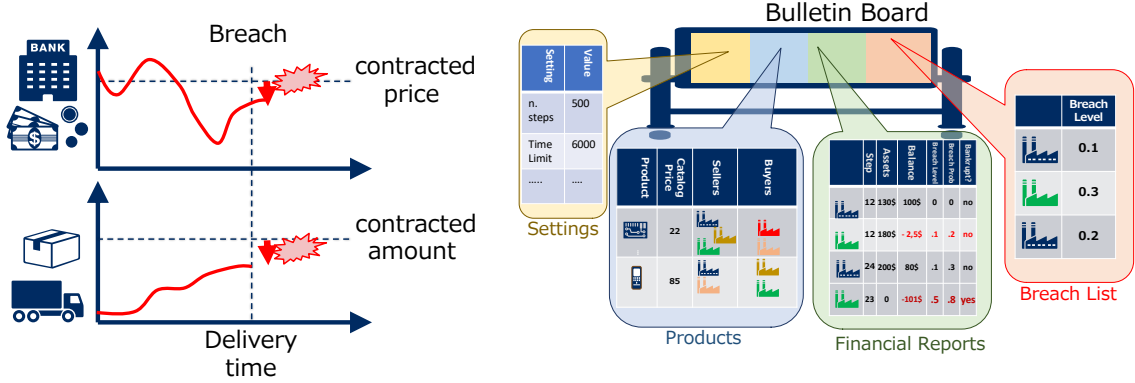 Breach
BANK
$
contracted
price
contracted
amount
Delivery
time
Bulletin Board
Setting Value
n.
steps
500
Time
Limit
6000
..... ....
Settings
Product Catalog
Price Sellers Buyers
22
85
Products
Step Assets Balance Breach Level Breach Prob Bankrupt?
12 130$ 100$ 0 0 no
12 180$ - 2,5$ .1 .2 no
24 200$ 80$ .1 .3 no
23 0 -101$ .5 .8 yes
Financial Reports
Breach
Level
0.1
0.3
0.2
Breach List